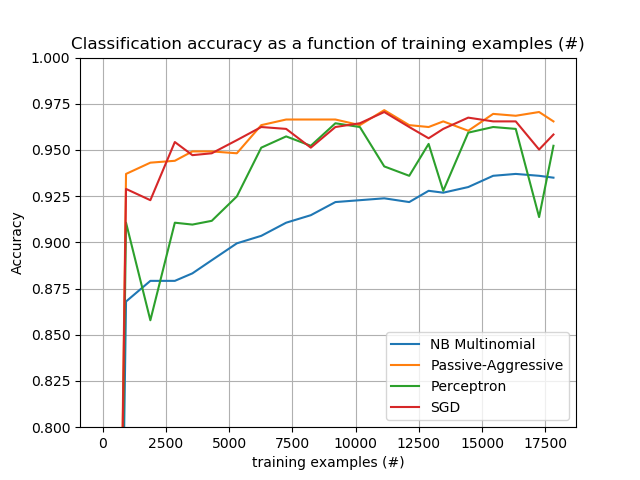 Classification accuracy as a function of training examples (#)
1.000
0.975
0.950
0.925
0.900
0.875
0.850
0.825
0.800
Accuracy
NB Multinomial
Passive-Aggressive
Perceptron
SGD
0 2500 5000 7500 10000 12500 15000 17500
training examples (#)